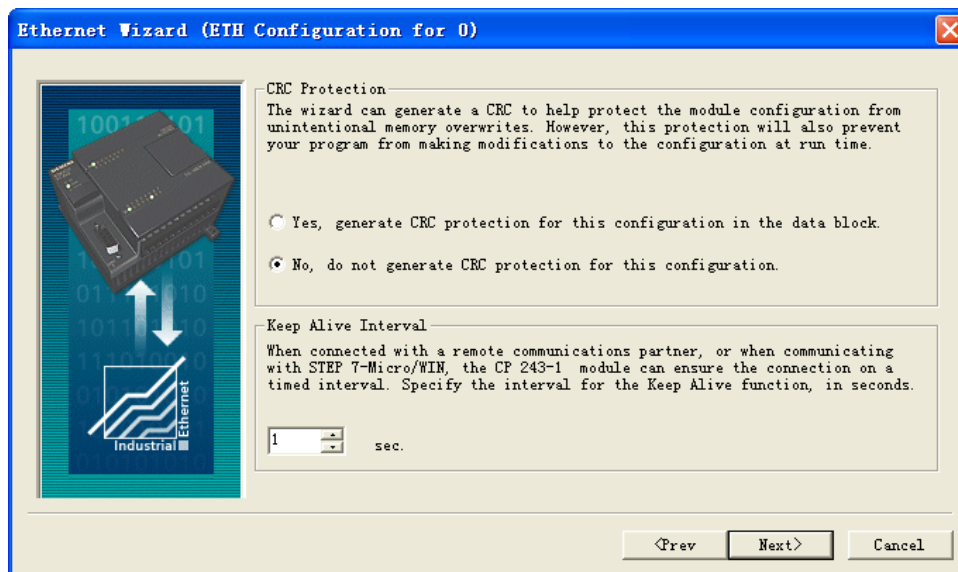 Ethernet Wizard (ETH Configuration for 0)
CRC Protection
The wizard can generate a CRC to help protect the module configuration from
unintentional memory overwrites. However, this protection will also prevent
your program from making modifications to the configuration at run time.
Yes, generate CRC protection for this configuration in the data block.
No, do not generate CRC protection for this configuration.
Keep Alive Interval
When connected with a remote communications partner, or when communicating
with STEP 7-Micro/WIN, the CP 243-1 module can ensure the connection on a
timed interval. Specify the interval for the Keep Alive function, in seconds.
1 sec.
Industrial
Ethernet
<Prev Next> Cancel